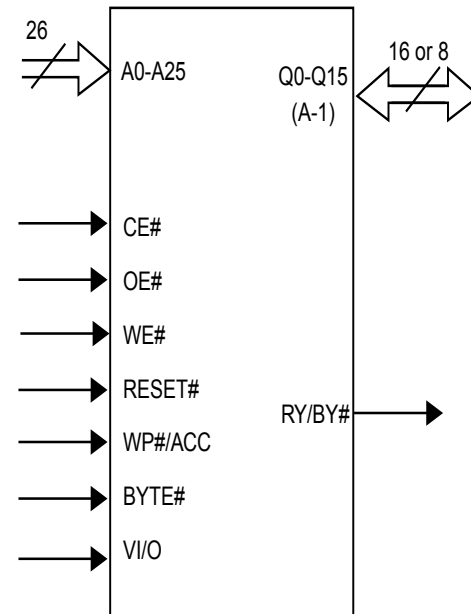 26
A0-A25
Q0-Q15
(A-1)
16 or 8
CE#
OE#
WE#
RESET#
WP#/ACC
BYTE#
VI/O
RY/BY#